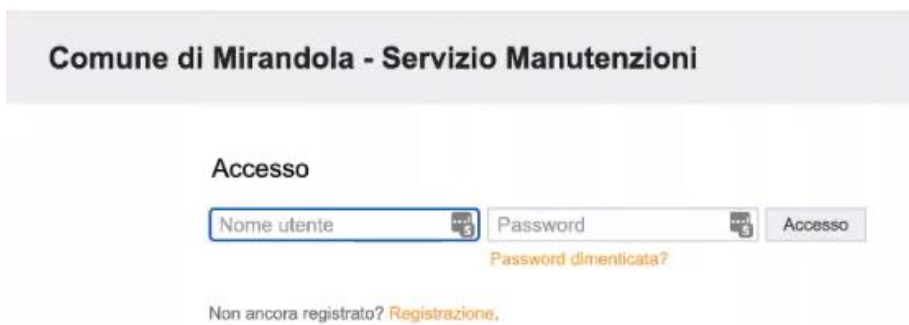 Comune di Mirandola - Servizio Manutenzioni
Accesso
Nome utente Password Accesso
Password dimenticata?
Non ancora registrato? Registrazione.